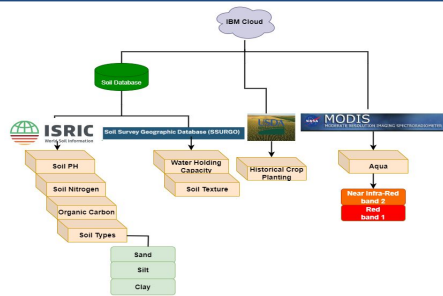 IBM Cloud
Soil Database
ISRIC
World Soil Information
Soil Survey Geographic Database (SSURGO)
USDA
NASA
MODIS
MODERATE RESOLUTION IMAGING SPECTRORADIOMETER
Soil PH
Soil Nitrogen
Organic Carbon
Soil Types
Water Holding
Capacity
Soil Texture
Historical Crop
Planting
Aqua
Near Infra-Red
band 2
Red
band 1
Sand
Silt
Clay